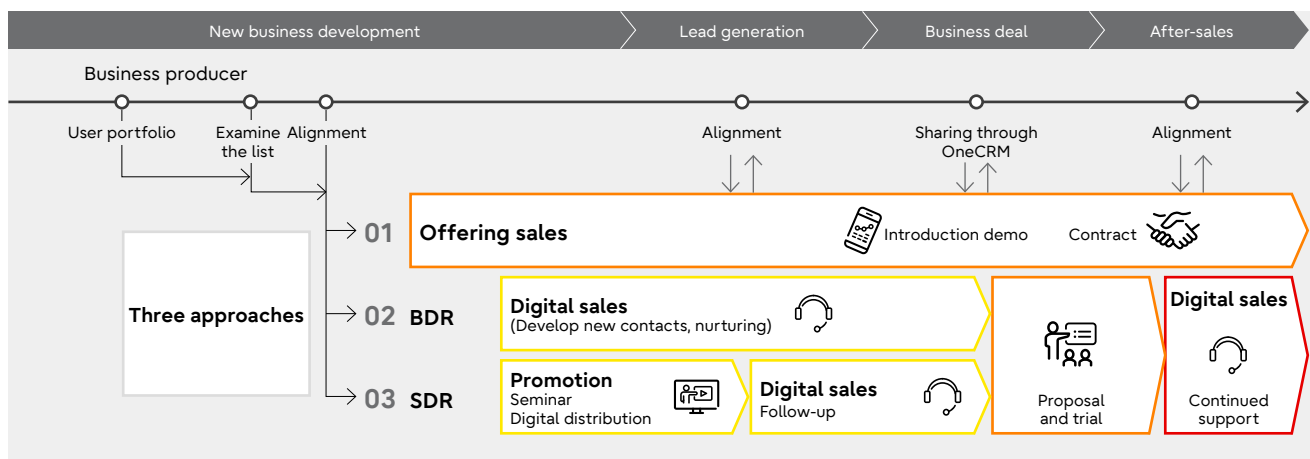 New business development
Lead generation
Business deal
After-sales
Business producer
User portfolio
Examine
the list
Alignment
Alignment
Sharing through
OneCRM
Alignment
Three approaches
01
Offering sales
Introduction demo
Contract
02 BDR
Digital sales
(Develop new contacts, nurturing)
03 SDR
Promotion
Seminar
Digital distribution
Digital sales
Follow-up
Proposal
and trial
Digital sales
Continued
support